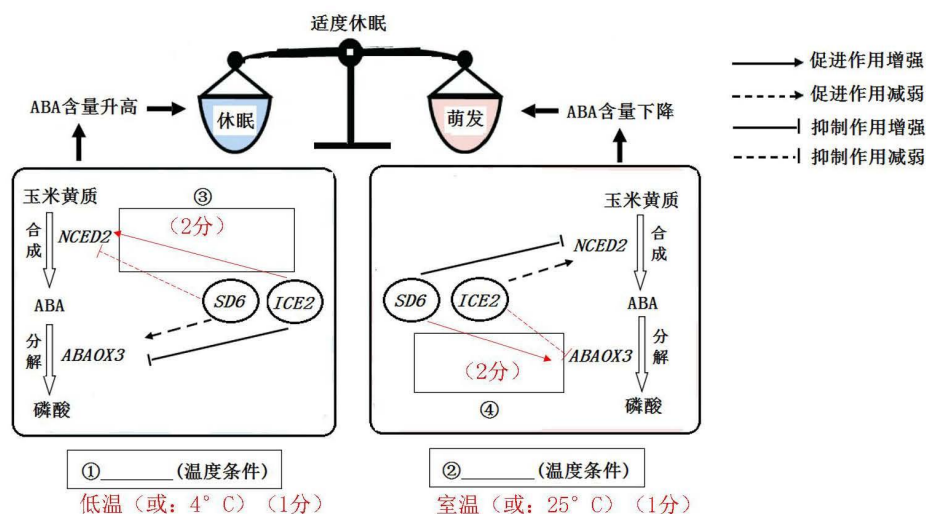 适度休眠
ABA含量升高
休眠
萌发
ABA含量下降
促进作用增强
促进作用减弱
抑制作用增强
抑制作用减弱
玉米黄质
合成
NCED2
③
(2分)
ABA
SD6
ICE2
分解
ABAOX3
磷酸
玉米黄质
NCED2
合成
SD6
ICE2
ABA
(2分)
ABAOX3
分解
④
磷酸
①______(温度条件)
低温（或：4°C）（1分）
②______(温度条件)
室温（或：25°C）（1分）